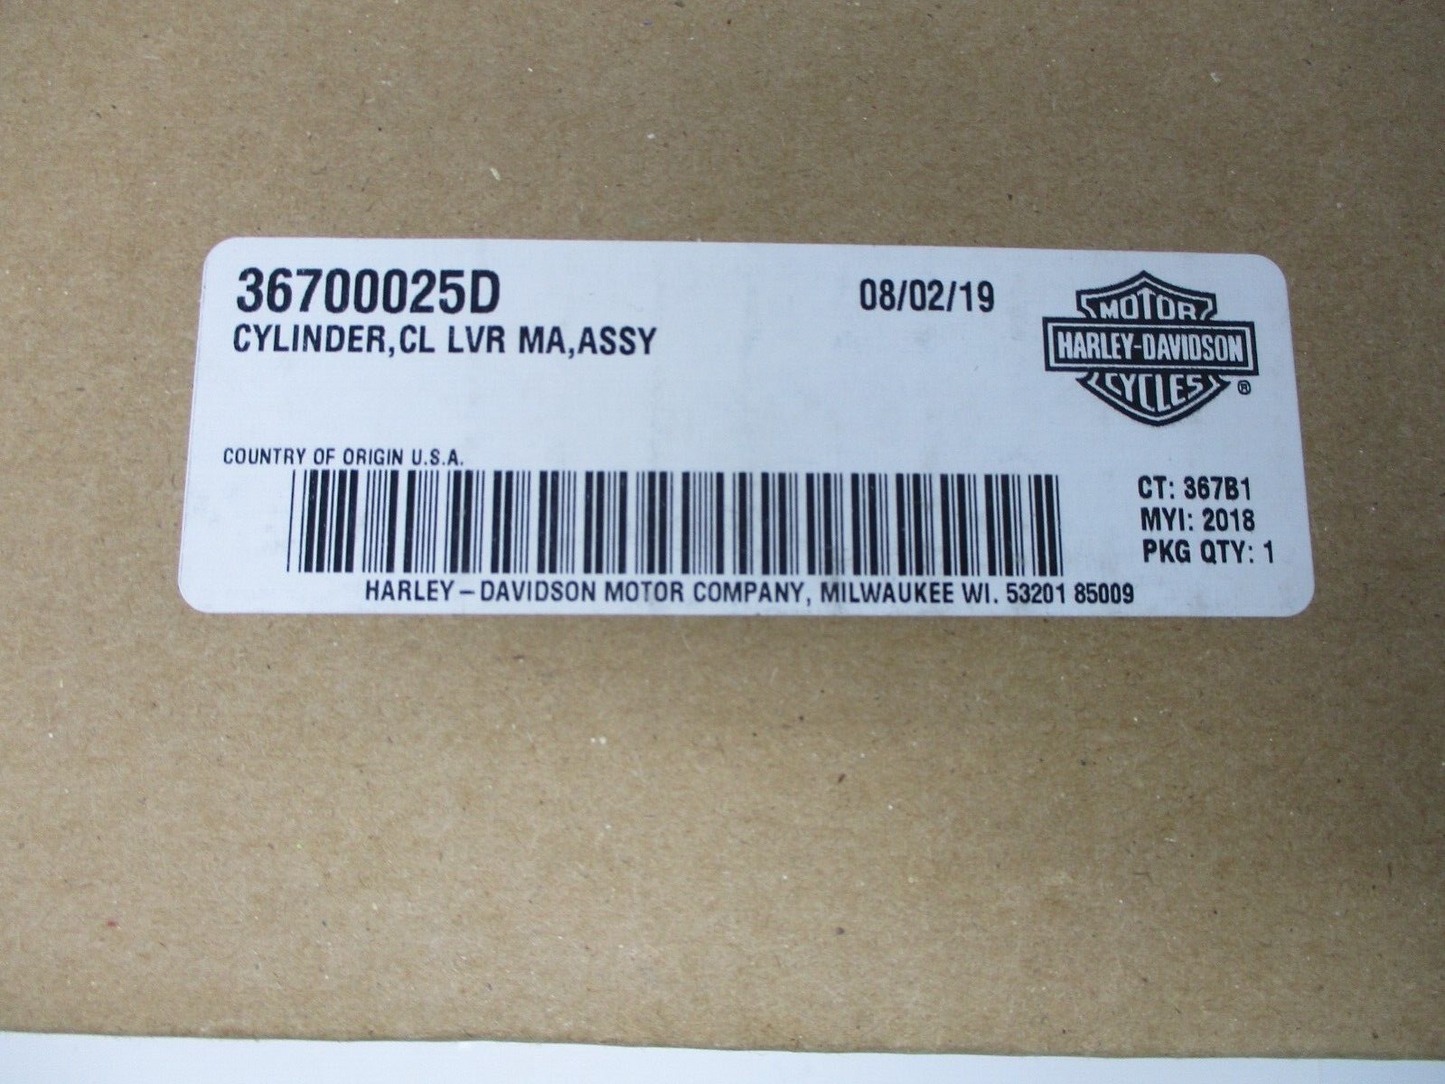 36700025D
08/02/19
CYLINDER,CL LVR MA,ASSY
MOTOR
HARLEY-DAVIDSON
CYCLES
®
COUNTRY OF ORIGIN U.S.A.
CT: 367B1
MYI: 2018
PKG QTY: 1
HARLEY – DAVIDSON MOTOR COMPANY, MILWAUKEE WI. 53201 85009